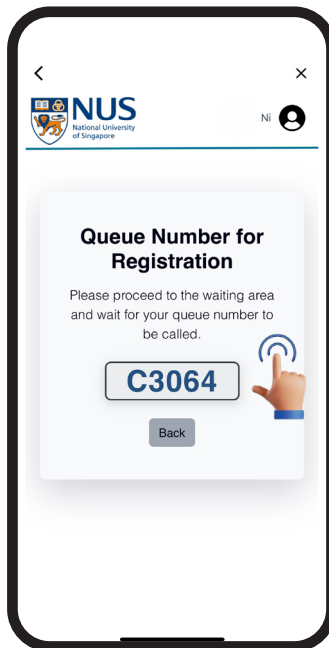 NUS
National University
of Singapore
Ni
Queue Number for
Registration
Please proceed to the waiting area
and wait for your queue number to
be called.
C3064
Back